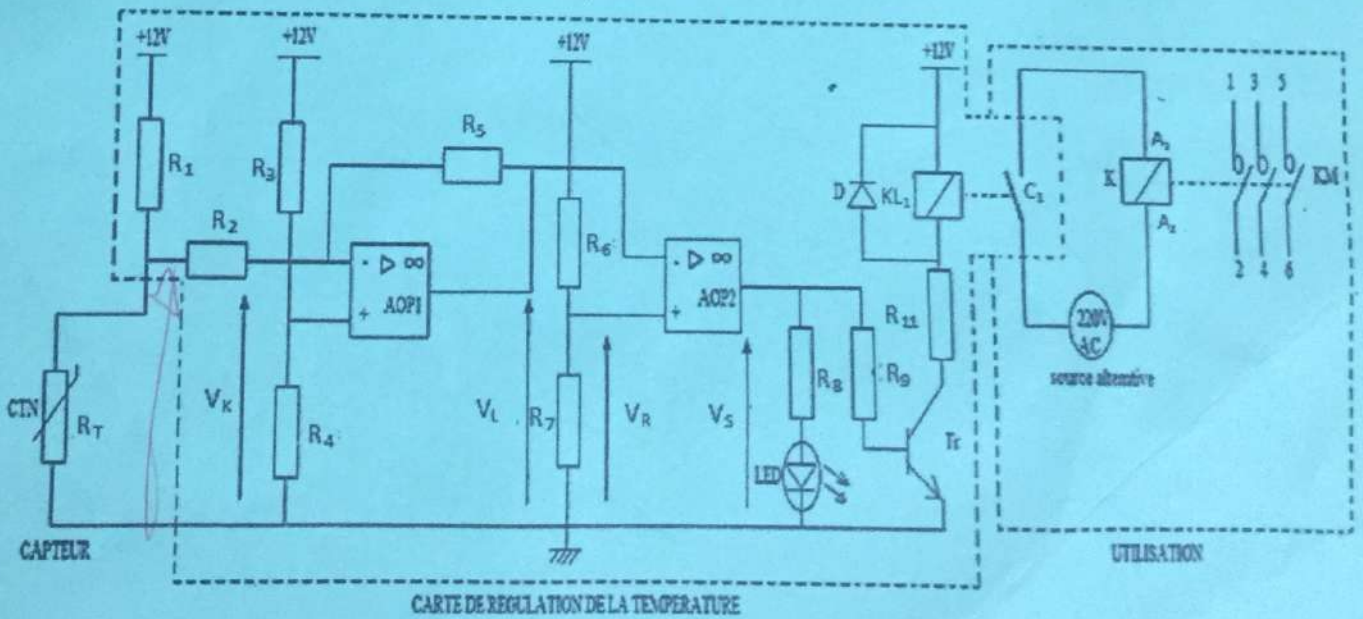 +12V
+12V
+12V
+12V
R1
R3
R5
R2
- ▷ ∞
AOP1
+
R6
- ▷ ∞
AOP2
+
D
KL1
C1
K
A1
A2
1 3 5
KM
2 4 6
R11
220V
AC
source alterntive
CTN
RT
VK
R4
VL
R7
VR
VS
R8
R9
Tr
LED
CAPTEUR
UTILISATION
CARTE DE REGULATION DE LA TEMPERATURE